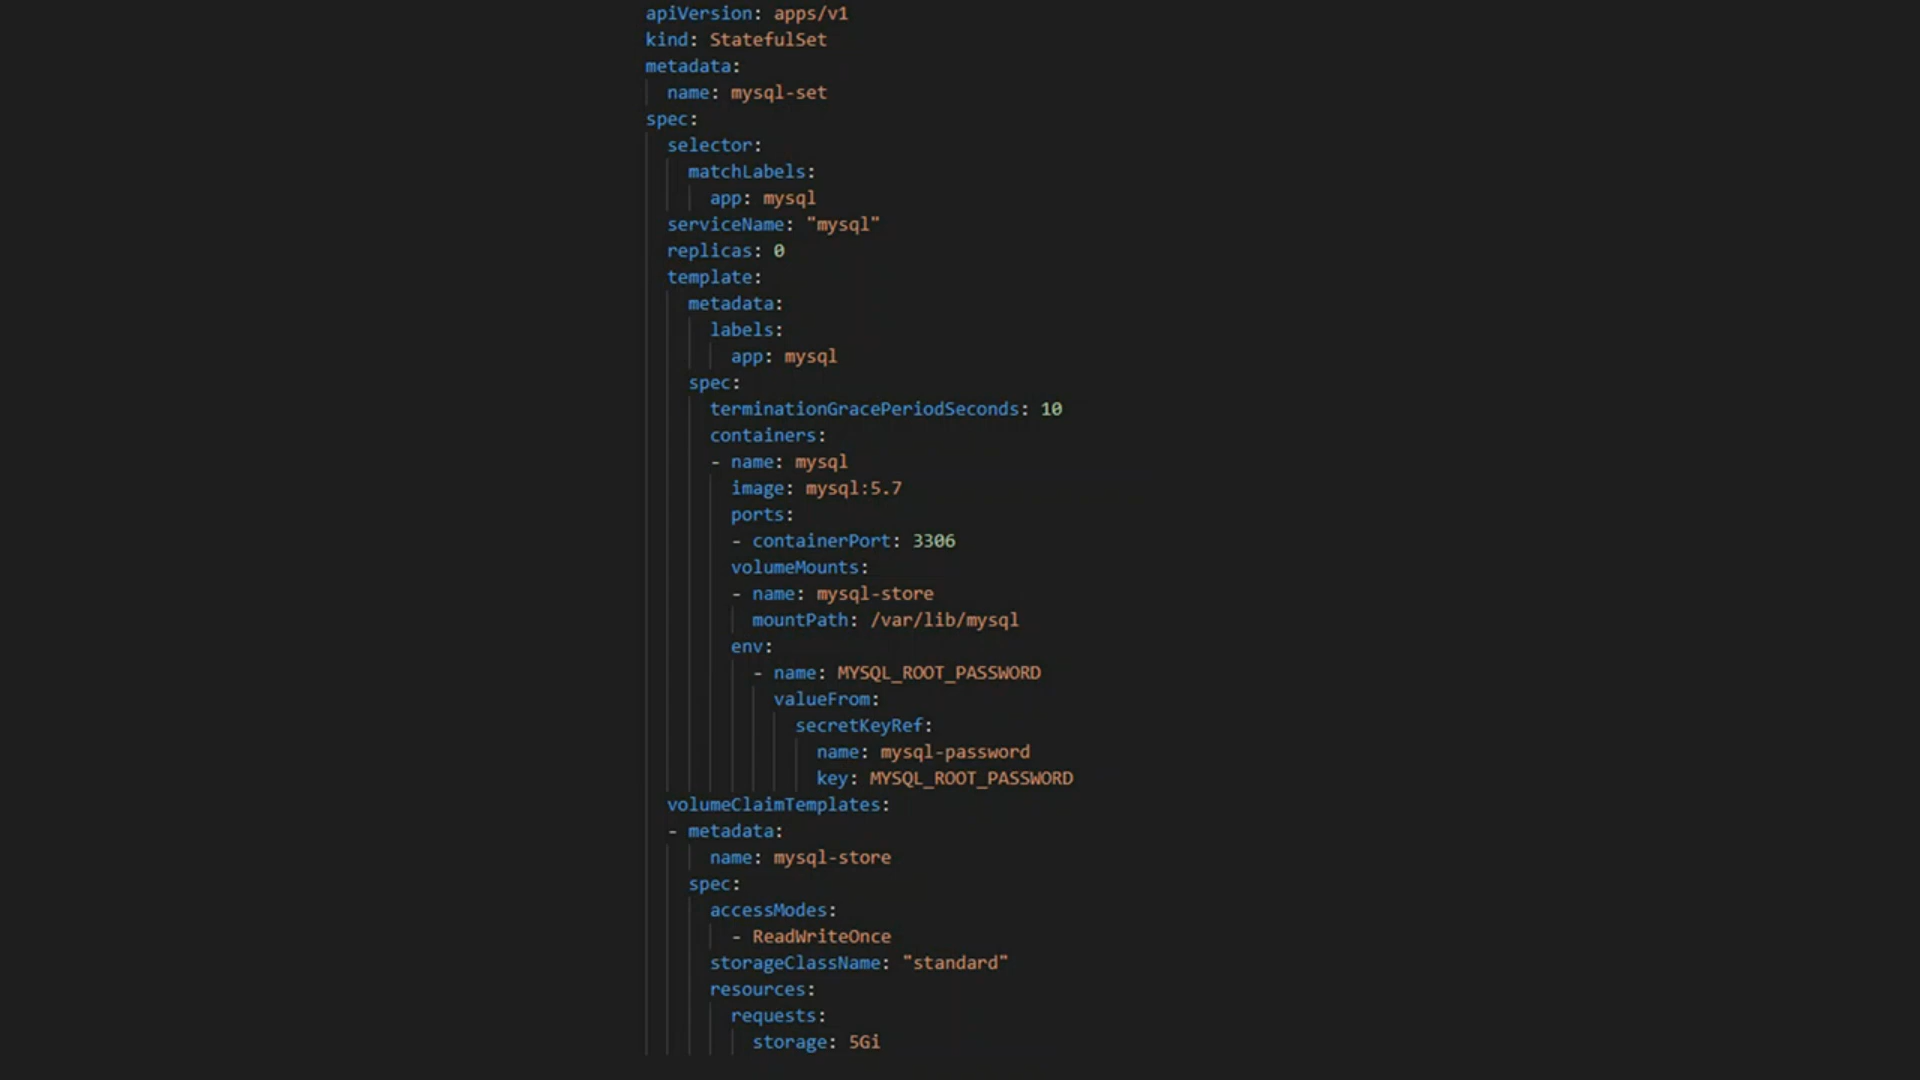 apiVersion: apps/v1
kind: StatefulSet
metadata:
  name: mysql-set
spec:
  selector:
    matchLabels:
      app: mysql
  serviceName: "mysql"
  replicas: 0
  template:
    metadata:
      labels:
        app: mysql
    spec:
      terminationGracePeriodSeconds: 10
      containers:
      - name: mysql
        image: mysql:5.7
        ports:
        - containerPort: 3306
        volumeMounts:
        - name: mysql-store
          mountPath: /var/lib/mysql
        env:
          - name: MYSQL_ROOT_PASSWORD
            valueFrom:
              secretKeyRef:
                name: mysql-password
                key: MYSQL_ROOT_PASSWORD
  volumeClaimTemplates:
  - metadata:
      name: mysql-store
    spec:
      accessModes:
        - ReadWriteOnce
      storageClassName: "standard"
      resources:
        requests:
          storage: 5Gi